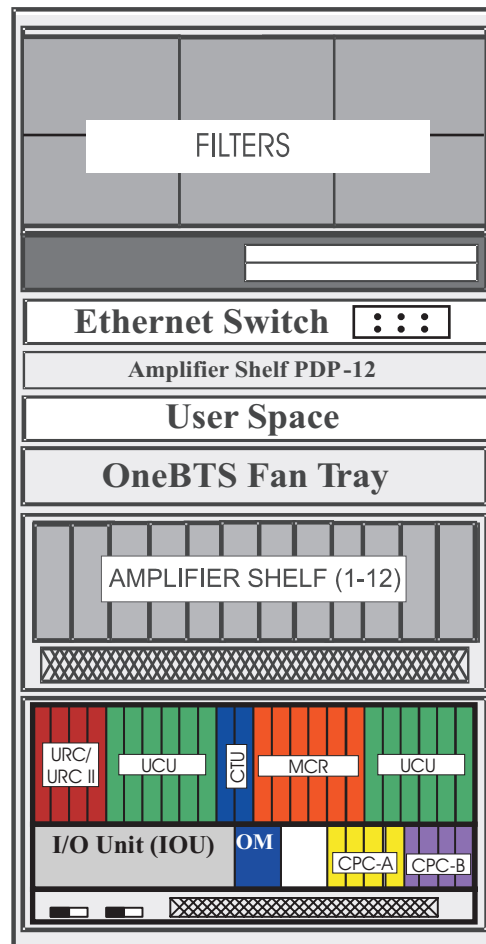 FILTERS
Ethernet Switch
Amplifier Shelf PDP-12
User Space
OneBTS Fan Tray
AMPLIFIER SHELF (1-12)
URC/
URC II
UCU
CTU
MCR
UCU
I/O Unit (IOU)
OM
CPC-A
CPC-B